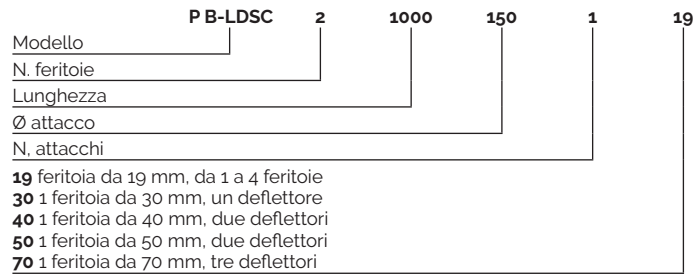 P B-LDSC 2 1000 150 1 19
Modello
N. feritoie
Lunghezza
Ø attacco
N, attacchi
19 feritoia da 19 mm, da 1 a 4 feritoie
30 1 feritoia da 30 mm, un deflettore
40 1 feritoia da 40 mm, due deflettori
50 1 feritoia da 50 mm, due deflettori
70 1 feritoia da 70 mm, tre deflettori